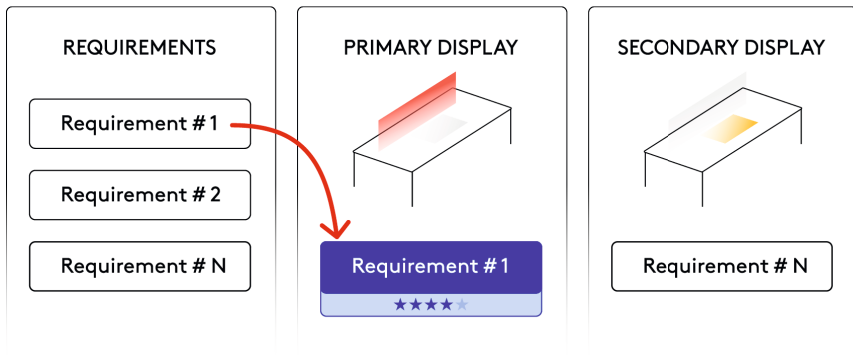 REQUIREMENTS
Requirement # 1
Requirement # 2
Requirement # N
PRIMARY DISPLAY
Requirement # 1
SECONDARY DISPLAY
Requirement # N